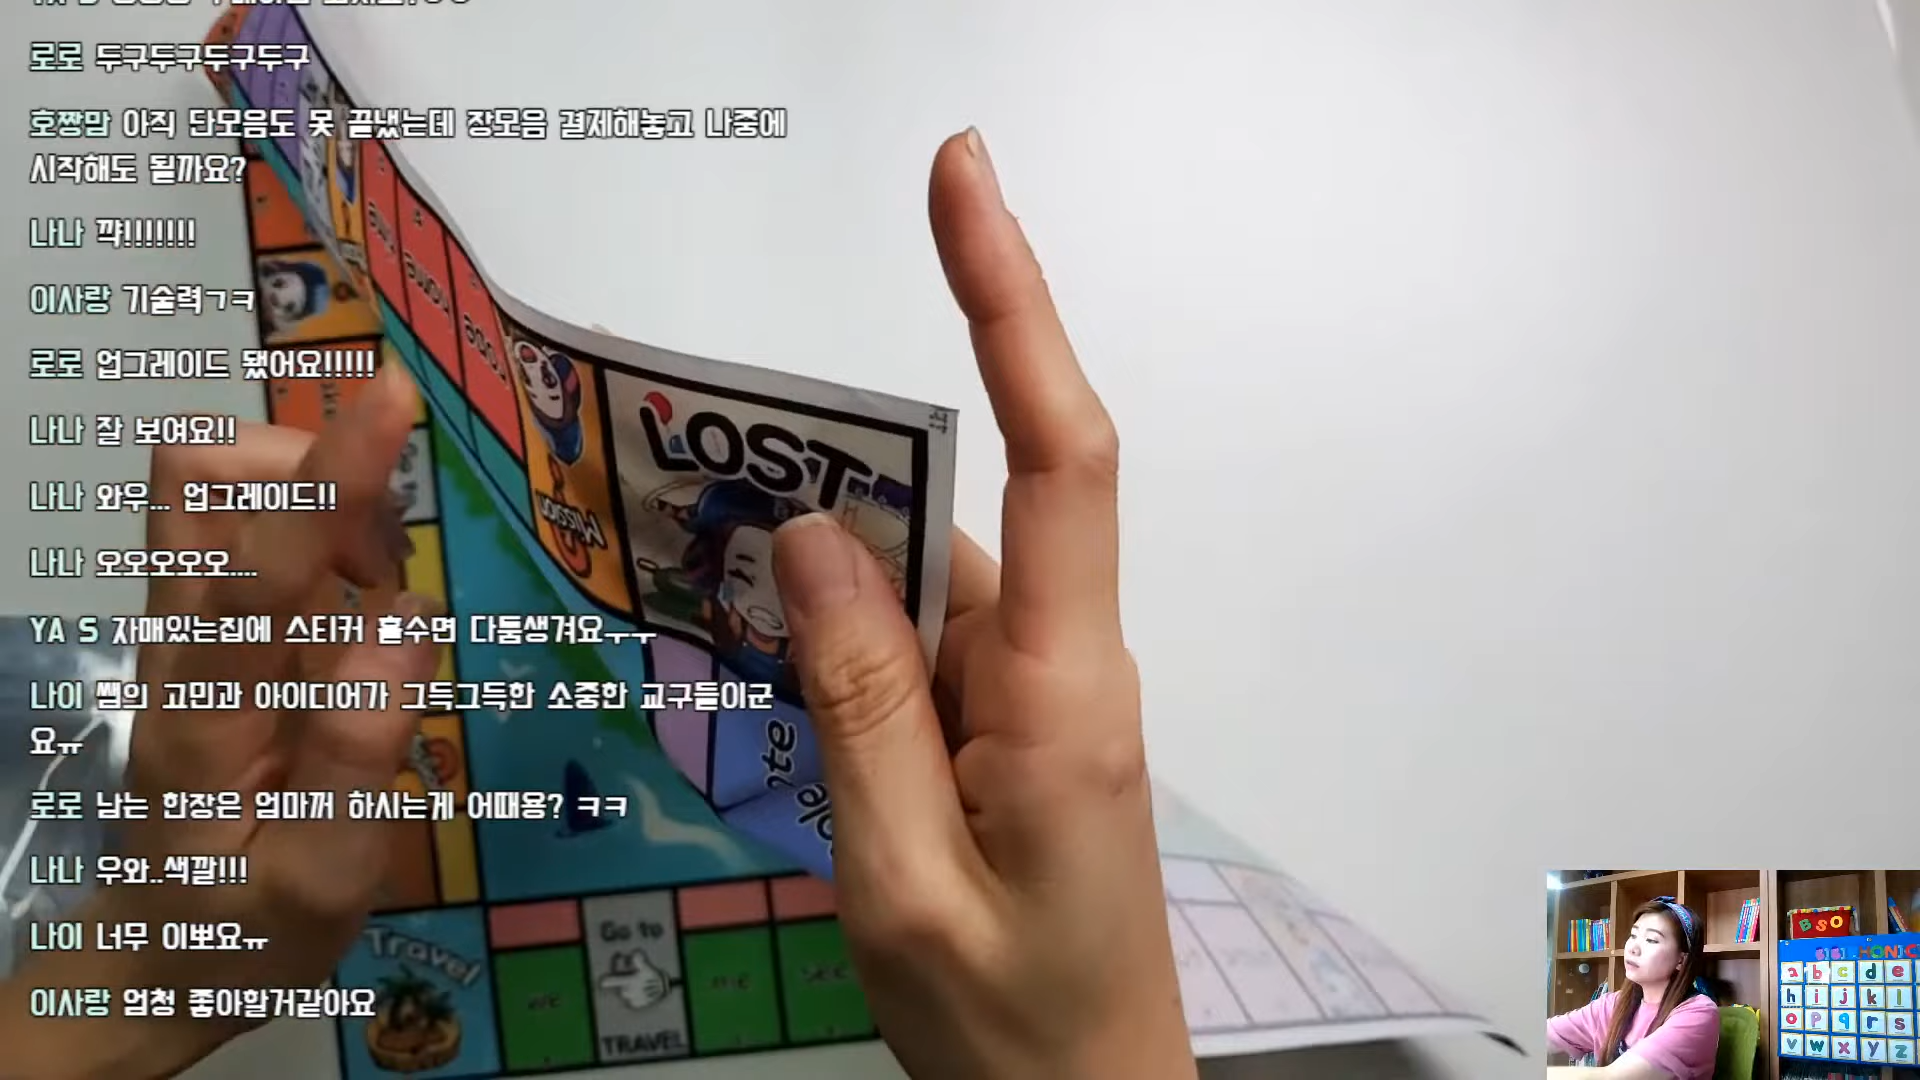 로로 두구두구두구두구
호짱맘 아직 단모음도 못 끝냈는데 장모음 결제해놓고 나중에
시작해도 될까요?
나나 꺅!!!!!!!
이사랑 기술력ㄱㅋ
로로 업그레이드 됐어요!!!!!
나나 잘 보여요!!
나나 와우... 업그레이드!!
나나 오오오오오....
YA S 자매있는집에 스티커 홀수면 다툼생겨요ㅜㅜ
나이 쌤의 고민과 아이디어가 그득그득한 소중한 교구들이군
요ㅠ
로로 남는 한장은 엄마꺼 하시는게 어때용? ㅋㅋ
나나 우와..색깔!!!
나이 너무 이뽀요ㅠ
이사랑 엄청 좋아할거같아요
LOST
Mission
home
Travel
we
Go to
TRAVEL
me
see
BSO
a b c d e
h i j k l
o p q r s
v w x y z